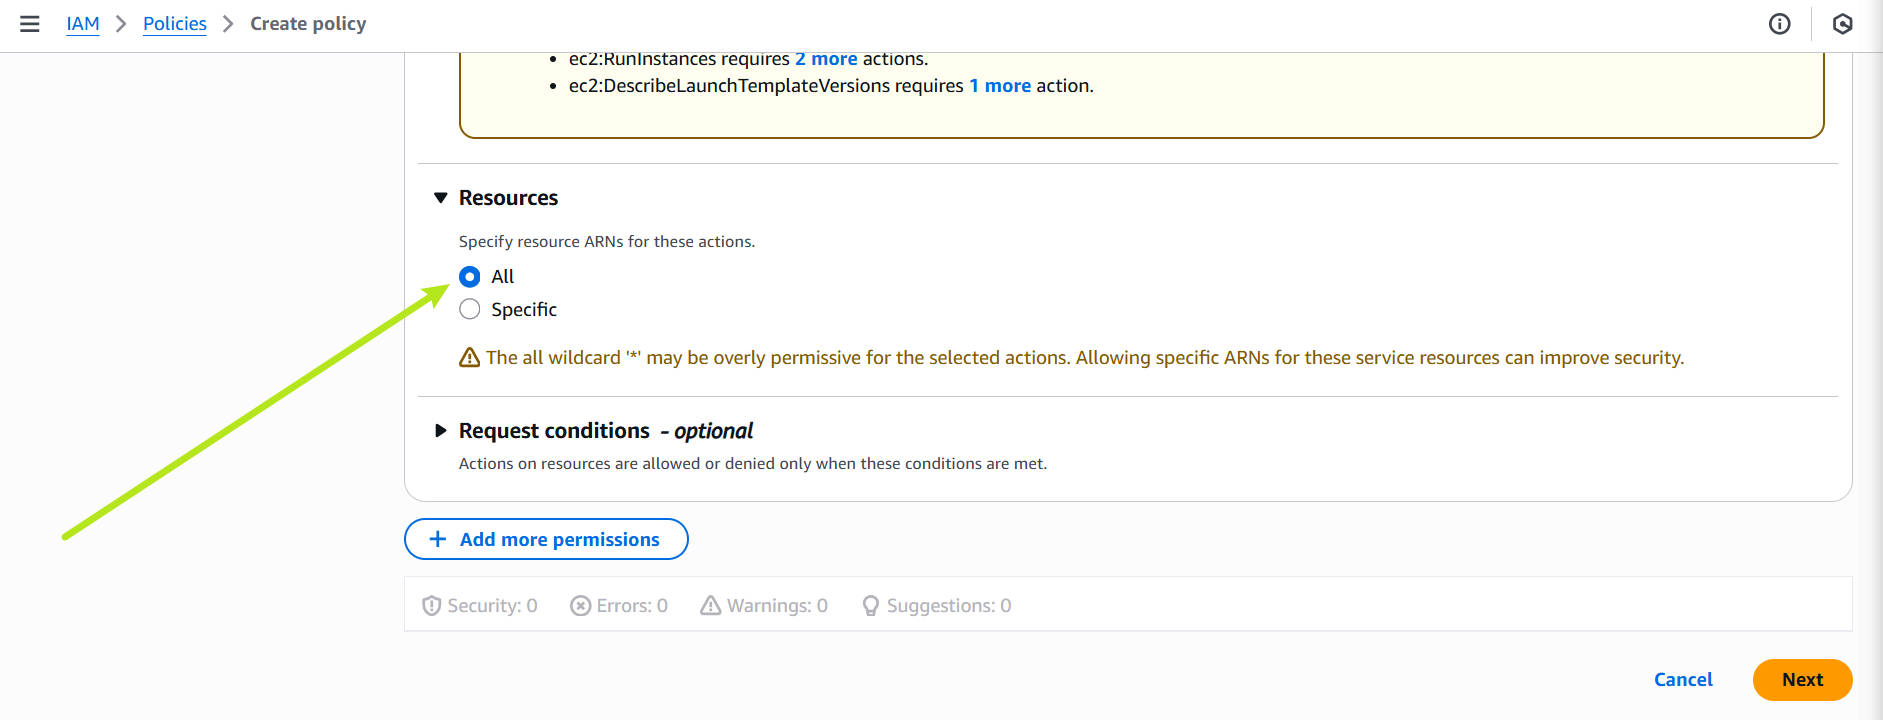 IAM > Policies > Create policy
• ec2:RunInstances requires 2 more actions.
• ec2:DescribeLaunchTemplateVersions requires 1 more action.
Resources
Specify resource ARNs for these actions.
All
Specific
The all wildcard '*' may be overly permissive for the selected actions. Allowing specific ARNs for these service resources can improve security.
Request conditions - optional
Actions on resources are allowed or denied only when these conditions are met.
+ Add more permissions
Security: 0 Errors: 0 Warnings: 0 Suggestions: 0
Cancel Next